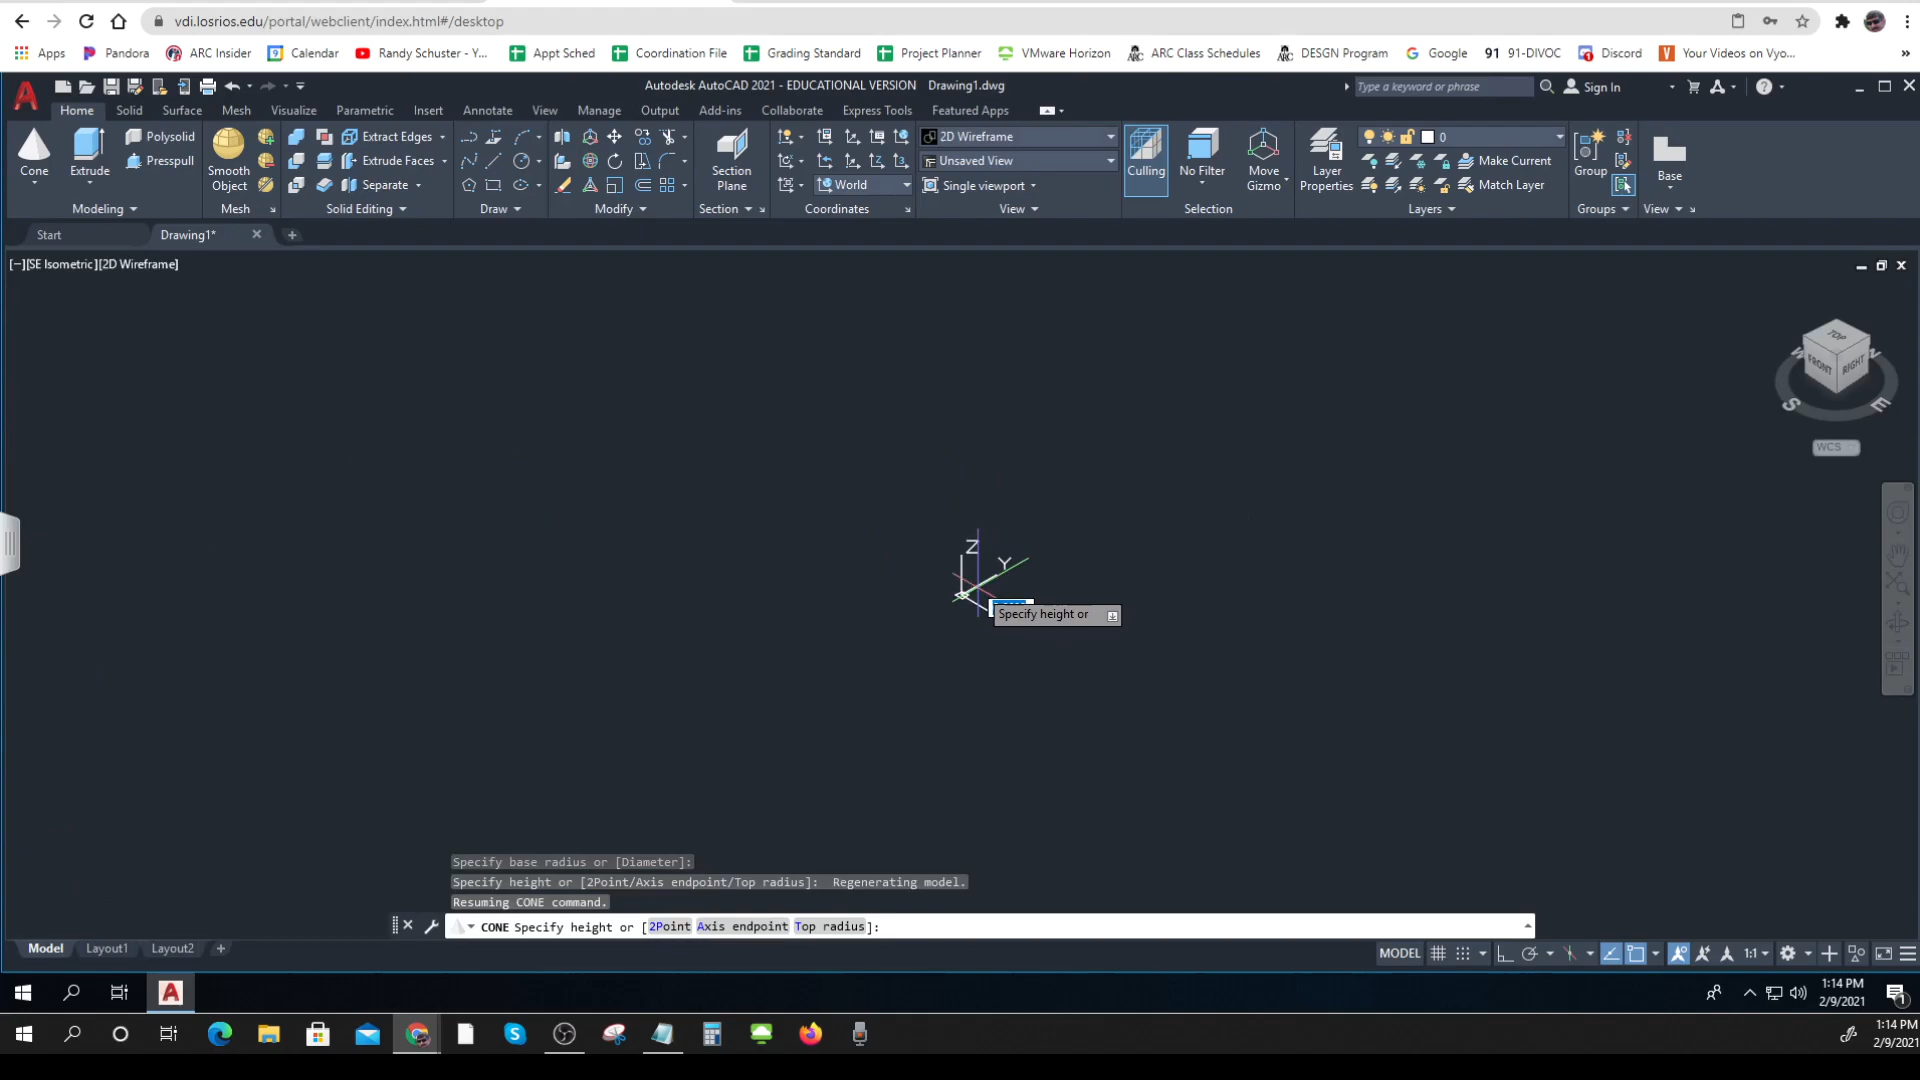 vdi.losrios.edu/portal/webclient/index.html#/desktop
Apps Pandora ARC Insider Calendar Randy Schuster - Y... Appt Sched Coordination File Grading Standard Project Planner VMware Horizon ARC Class Schedules DESGN Program Google 91 91-DIVOC Discord Your Videos on Vyo... »
Autodesk AutoCAD 2021 - EDUCATIONAL VERSION Drawing1.dwg Type a keyword or phrase Sign In
Home Solid Surface Mesh Visualize Parametric Insert Annotate View Manage Output Add-ins Collaborate Express Tools Featured Apps
Polysolid Extract Edges 2D Wireframe 0
Presspull Extrude Faces Unsaved View Make Current
Cone Extrude Smooth Object Section Plane Culling No Filter Move Gizmo Layer Properties Group Base
Separate World Single viewport Match Layer
Modeling Mesh Solid Editing Draw Modify Section Coordinates View Selection Layers Groups View
Start Drawing1*
[−][SE Isometric][2D Wireframe]
TOP
FRONT RIGHT
S E
WCS
Z
Y
Specify height or
Specify base radius or [Diameter]:
Specify height or [2Point/Axis endpoint/Top radius]: Regenerating model.
Resuming CONE command.
CONE Specify height or [2Point Axis endpoint Top radius]:
Model Layout1 Layout2 +
MODEL 1:1
1:14 PM
2/9/2021
1
1:14 PM
2/9/2021